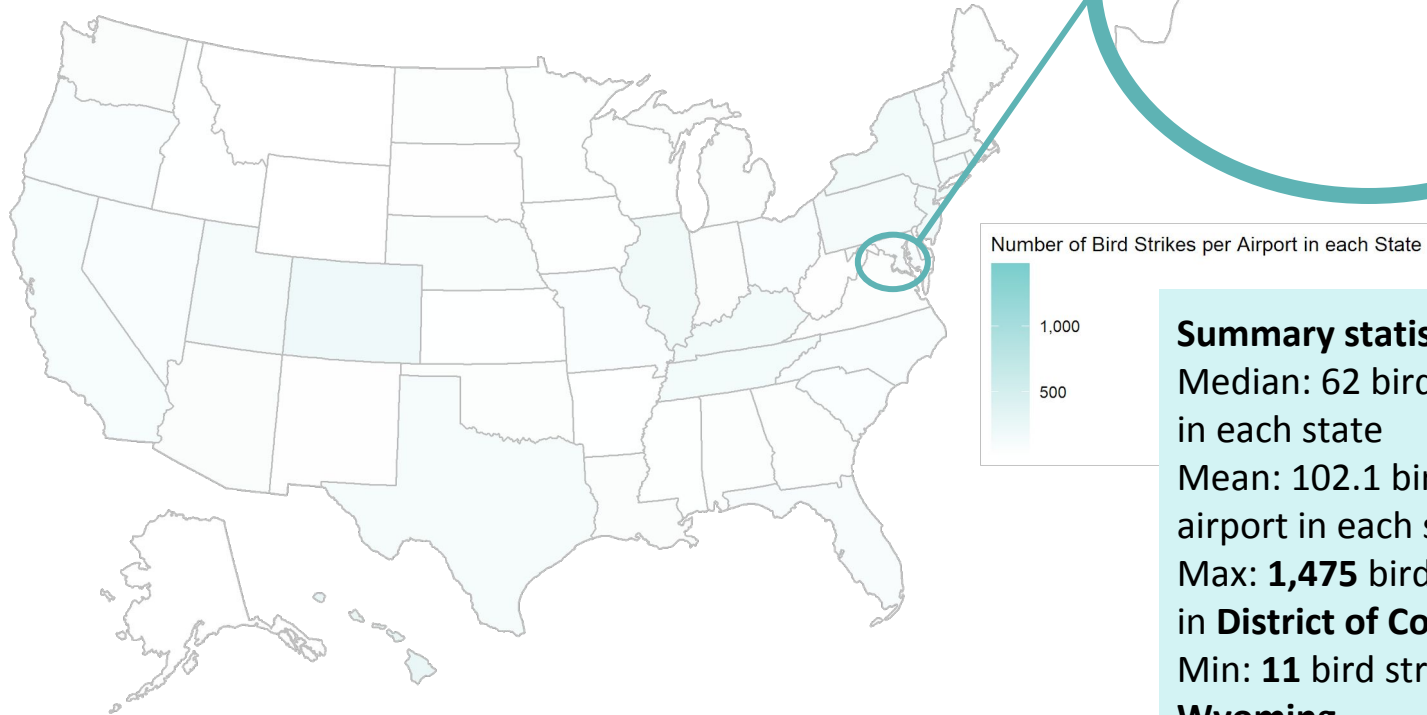 Number of Bird Strikes per Airport in each State
1,000
500
Summary statis
Median: 62 bird
in each state
Mean: 102.1 bir
airport in each s
Max: 1,475 bird
in District of Co
Min: 11 bird str
Wyoming